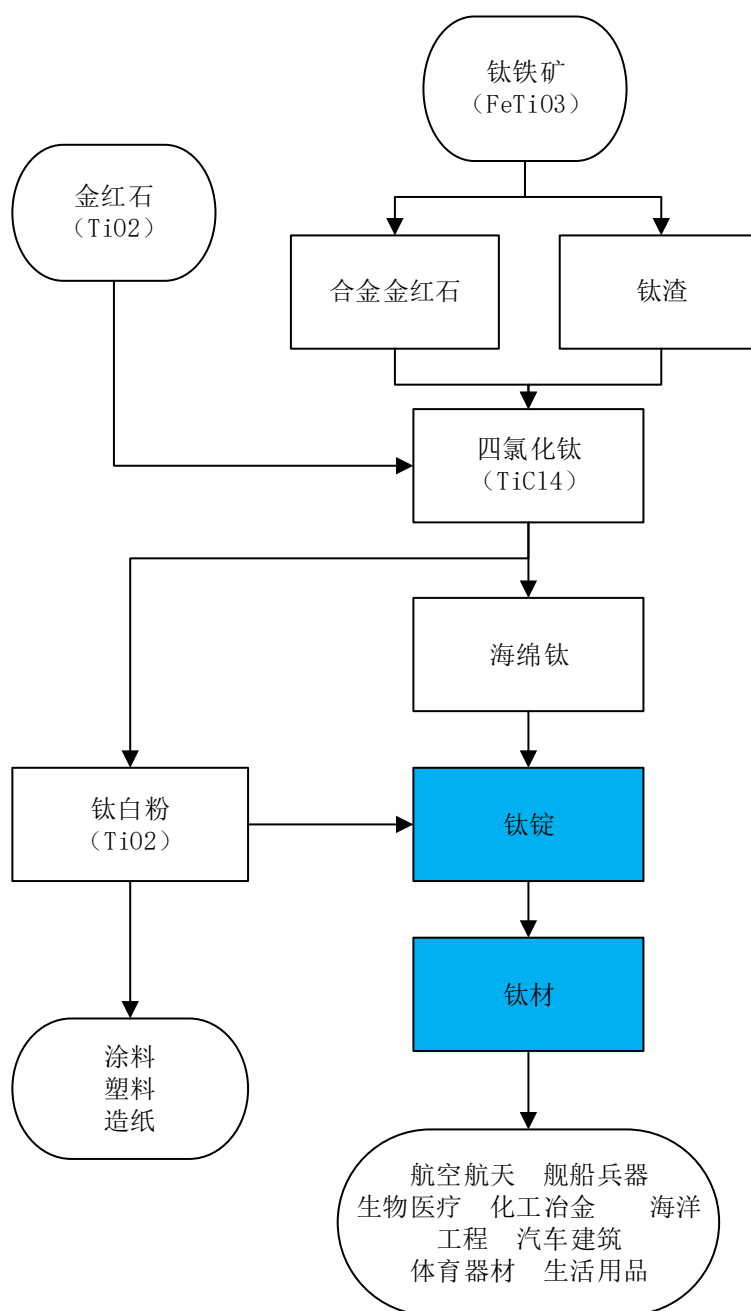 钛铁矿
（FeTiO3）
金红石
（TiO2）
合金金红石
钛渣
四氯化钛
（TiCl4）
海绵钛
钛白粉
（TiO2）
钛锭
钛材
涂料
塑料
造纸
航空航天 舰船兵器
生物医疗 化工冶金 海洋
工程 汽车建筑
体育器材 生活用品